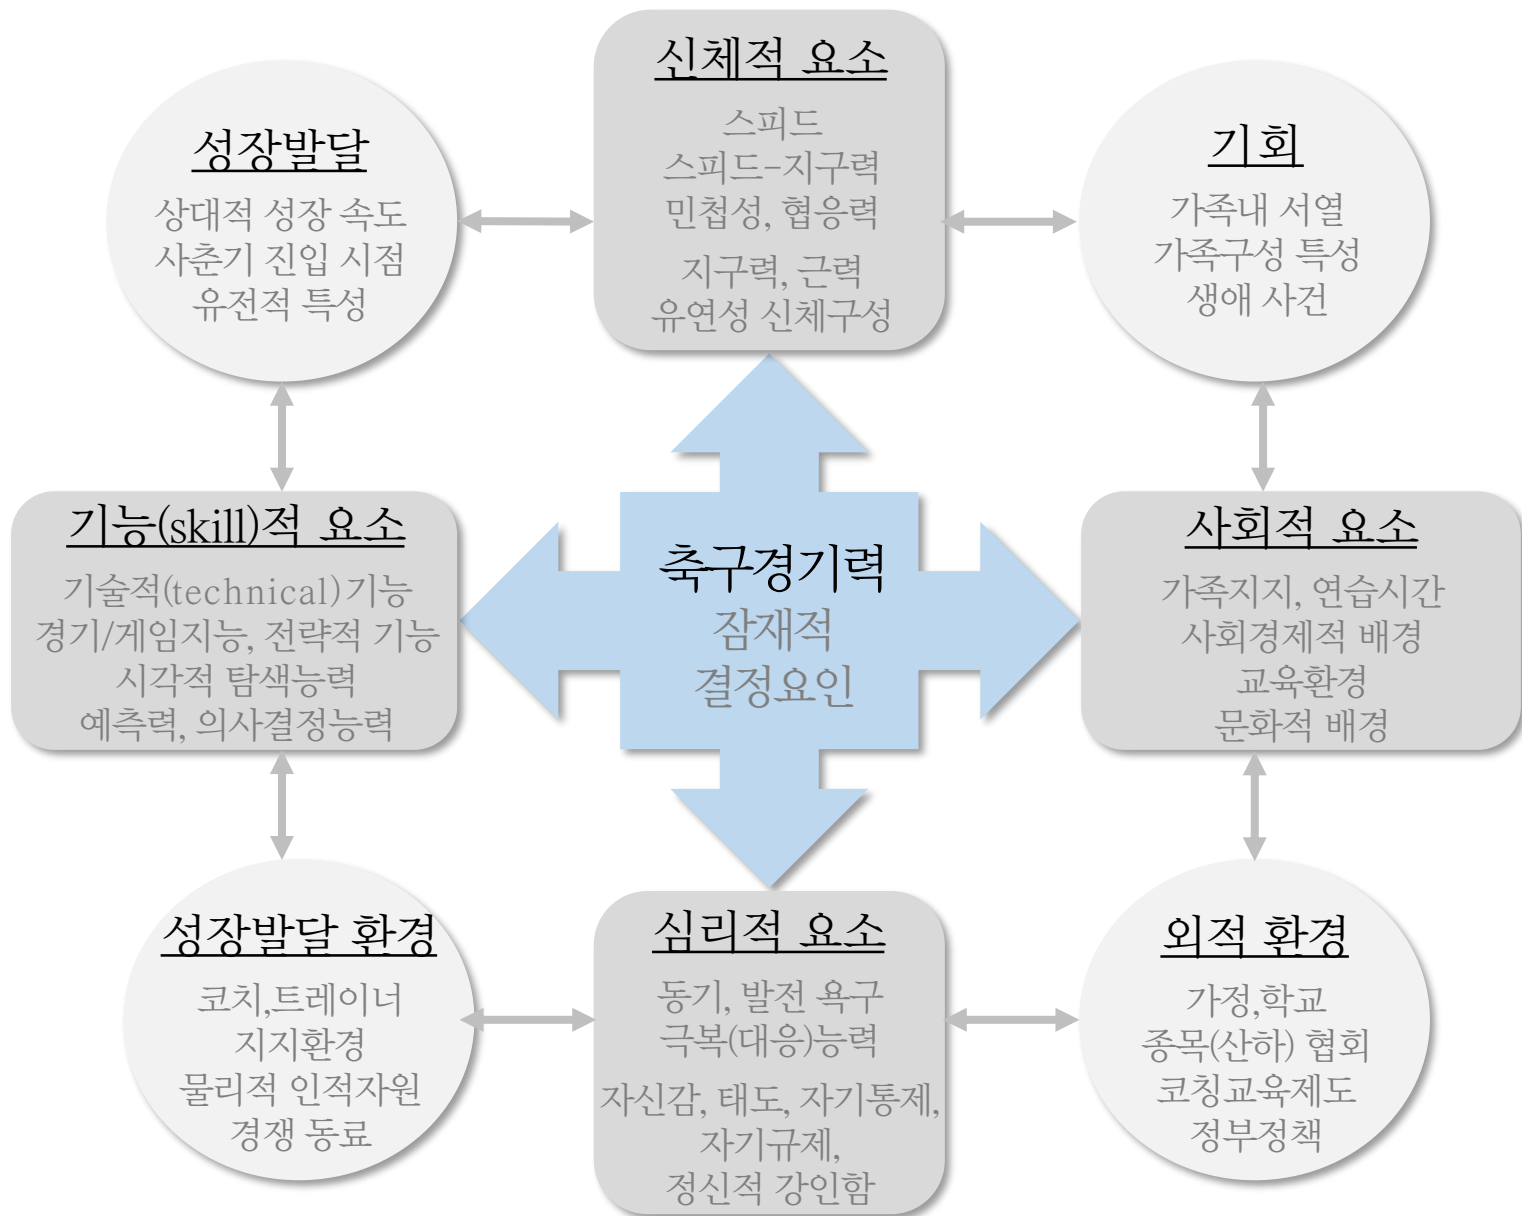 신체적 요소
스피드
스피드-지구력
민첩성, 협응력
지구력, 근력
유연성 신체구성
성장발달
상대적 성장 속도
사춘기 진입 시점
유전적 특성
기회
가족내 서열
가족구성 특성
생애 사건
기능(skill)적 요소
기술적(technical)기능
경기/게임지능, 전략적 기능
시각적 탐색능력
예측력, 의사결정능력
축구경기력
잠재적
결정요인
사회적 요소
가족지지, 연습시간
사회경제적 배경
교육환경
문화적 배경
성장발달 환경
코치,트레이너
지지환경
물리적 인적자원
경쟁 동료
심리적 요소
동기, 발전 욕구
극복(대응)능력
자신감, 태도, 자기통제,
자기규제,
정신적 강인함
외적 환경
가정,학교
종목(산하) 협회
코칭교육제도
정부정책